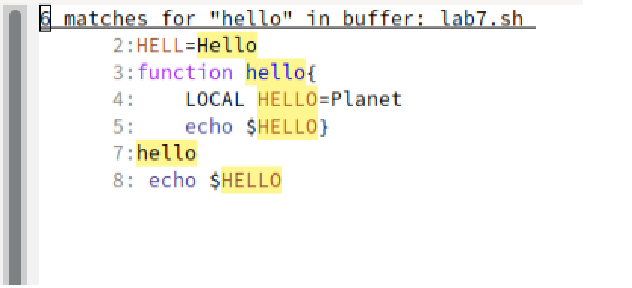 6 matches for "hello" in buffer: lab7.sh
2:HELL=Hello
3:function hello{
4:    LOCAL HELLO=Planet
5:    echo $HELLO}
7:hello
8: echo $HELLO